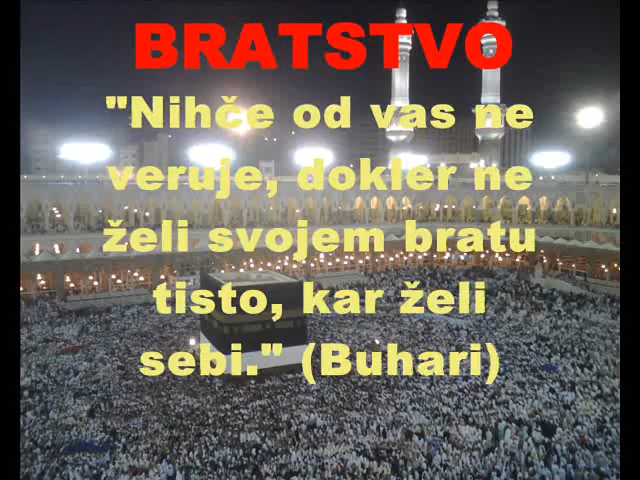 BRATSTVO
"Nihče od vas ne
veruje, dokler ne
želi svojem bratu
tisto, kar želi
sebi." (Buhari)